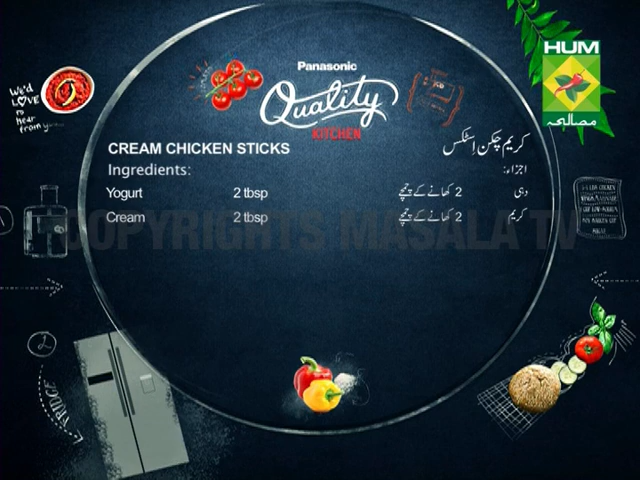 HUM
مصالحہ
Panasonic
Quality
KITCHEN
We'd
LOVE
to
hear
from you
CREAM CHICKEN STICKS
کریم چکن اسٹکس
Ingredients:
اجزاء:
Yogurt 2 tbsp
دہی 2 کھانے کے چمچے
Cream 2 tbsp
کریم 2 کھانے کے چمچے
COPYRIGHTS MASALA TV
2
FRIDGE